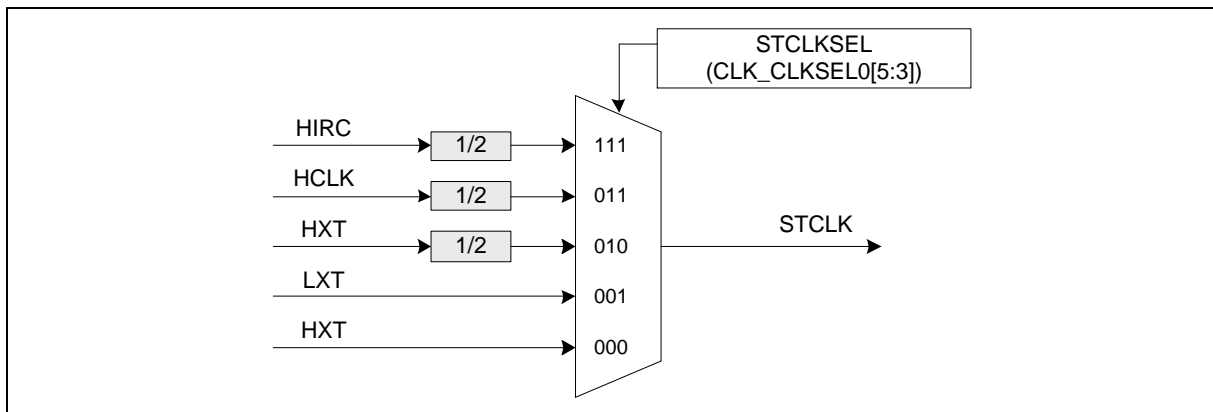 STCLKSEL
(CLK_CLKSEL0[5:3])
HIRC
1/2
111
HCLK
1/2
011
HXT
1/2
010
STCLK
LXT
001
HXT
000